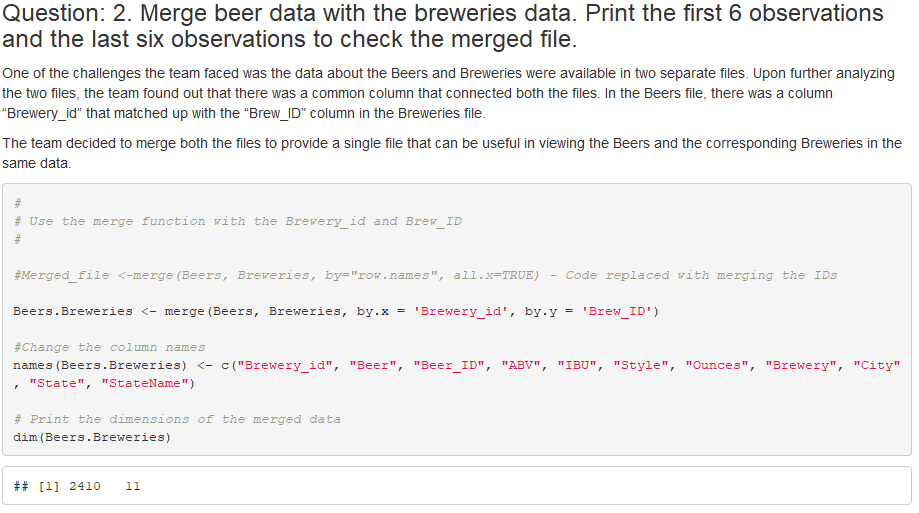 Question: 2. Merge beer data with the breweries data. Print the first 6 observations
and the last six observations to check the merged file.
One of the challenges the team faced was the data about the Beers and Breweries were available in two separate files. Upon further analyzing
the two files, the team found out that there was a common column that connected both the files. In the Beers file, there was a column
“Brewery_id” that matched up with the “Brew_ID” column in the Breweries file.
The team decided to merge both the files to provide a single file that can be useful in viewing the Beers and the corresponding Breweries in the
same data.
#
# Use the merge function with the Brewery_id and Brew_ID
#
#Merged_file <-merge(Beers, Breweries, by="row.names", all.x=TRUE) - Code replaced with merging the IDs
Beers.Breweries <- merge(Beers, Breweries, by.x = 'Brewery_id', by.y = 'Brew_ID')
#Change the column names
names(Beers.Breweries) <- c("Brewery_id", "Beer", "Beer_ID", "ABV", "IBU", "Style", "Ounces", "Brewery", "City"
, "State", "StateName")
# Print the dimensions of the merged data
dim(Beers.Breweries)
## [1] 2410   11